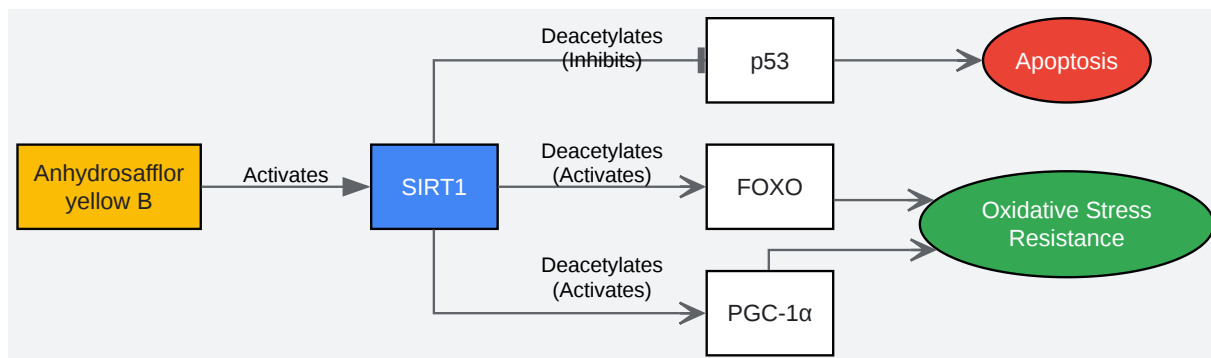 Deacetylates
(Inhibits)
p53
Apoptosis
Anhydrosafflor
yellow B
Activates
SIRT1
Deacetylates
(Activates)
FOXO
Oxidative Stress
Resistance
Deacetylates
(Activates)
PGC-1α